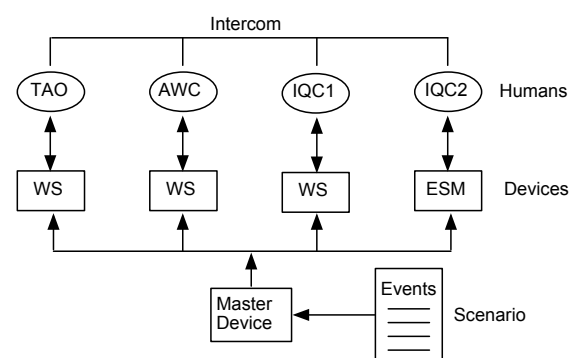 Intercom
TAO AWC IQC1 IQC2 Humans
WS WS WS ESM Devices
Events
Master
Device
Scenario